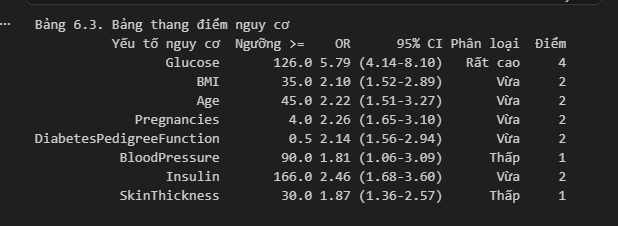 ... Bảng 6.3. Bảng thang điểm nguy cơ
Yếu tố nguy cơ Ngưỡng >= OR 95% CI Phân loại Điểm
Glucose 126.0 5.79 (4.14-8.10) Rất cao 4
BMI 35.0 2.10 (1.52-2.89) Vừa 2
Age 45.0 2.22 (1.51-3.27) Vừa 2
Pregnancies 4.0 2.26 (1.65-3.10) Vừa 2
DiabetesPedigreeFunction 0.5 2.14 (1.56-2.94) Vừa 2
BloodPressure 90.0 1.81 (1.06-3.09) Thấp 1
Insulin 166.0 2.46 (1.68-3.60) Vừa 2
SkinThickness 30.0 1.87 (1.36-2.57) Thấp 1